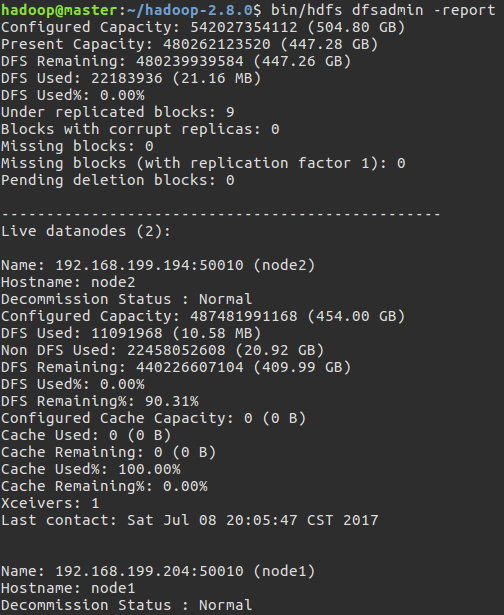 hadoop@master:~/hadoop-2.8.0$ bin/hdfs dfsadmin -report
Configured Capacity: 542027354112 (504.80 GB)
Present Capacity: 480262123520 (447.28 GB)
DFS Remaining: 480239939584 (447.26 GB)
DFS Used: 22183936 (21.16 MB)
DFS Used%: 0.00%
Under replicated blocks: 9
Blocks with corrupt replicas: 0
Missing blocks: 0
Missing blocks (with replication factor 1): 0
Pending deletion blocks: 0
-------------------------------------------------
Live datanodes (2):
Name: 192.168.199.194:50010 (node2)
Hostname: node2
Decommission Status : Normal
Configured Capacity: 487481991168 (454.00 GB)
DFS Used: 11091968 (10.58 MB)
Non DFS Used: 22458052608 (20.92 GB)
DFS Remaining: 440226607104 (409.99 GB)
DFS Used%: 0.00%
DFS Remaining%: 90.31%
Configured Cache Capacity: 0 (0 B)
Cache Used: 0 (0 B)
Cache Remaining: 0 (0 B)
Cache Used%: 100.00%
Cache Remaining%: 0.00%
Xceivers: 1
Last contact: Sat Jul 08 20:05:47 CST 2017
Name: 192.168.199.204:50010 (node1)
Hostname: node1
Decommission Status : Normal